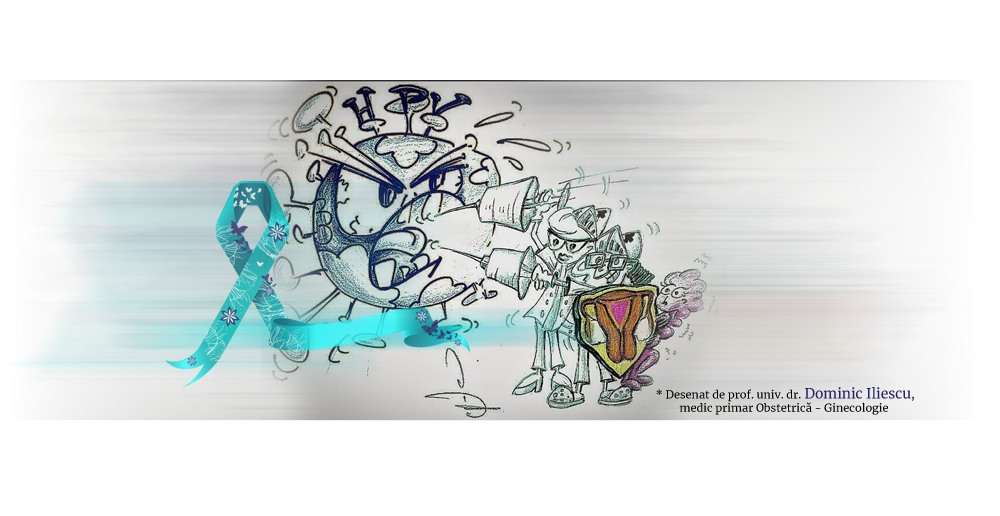 HPV
* Desenat de prof. univ. dr. Dominic Iliescu,
medic primar Obstetrică - Ginecologie